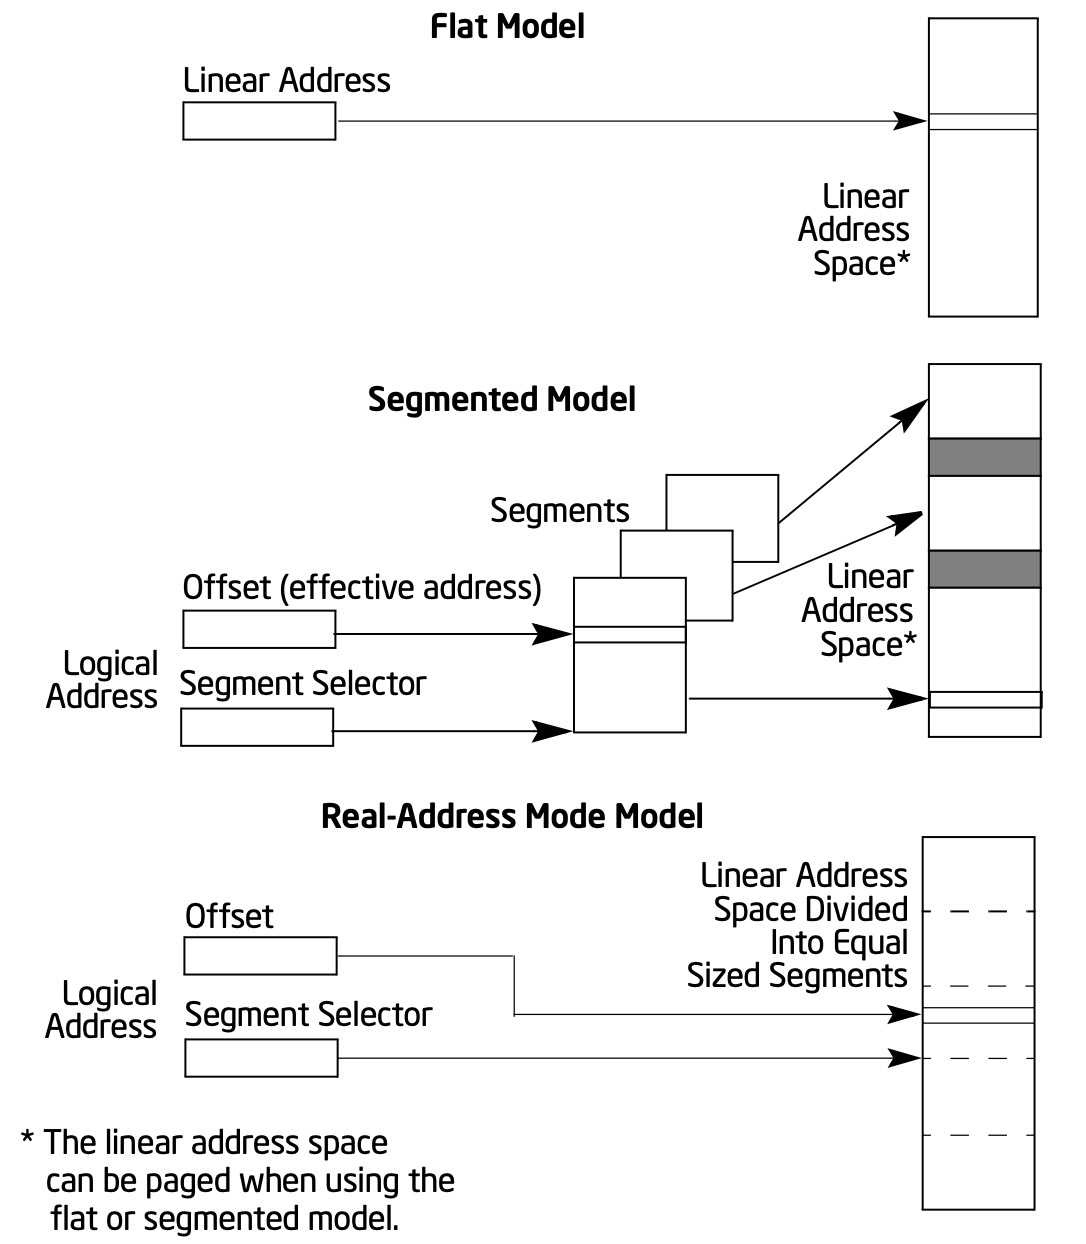 Flat Model
Linear Address
Linear
Address
Space*
Segmented Model
Segments
Offset (effective address)
Linear
Address
Space*
Logical
Address
Segment Selector
Real-Address Mode Model
Linear Address
Space Divided
Into Equal
Sized Segments
Offset
Logical
Address
Segment Selector
* The linear address space
can be paged when using the
flat or segmented model.